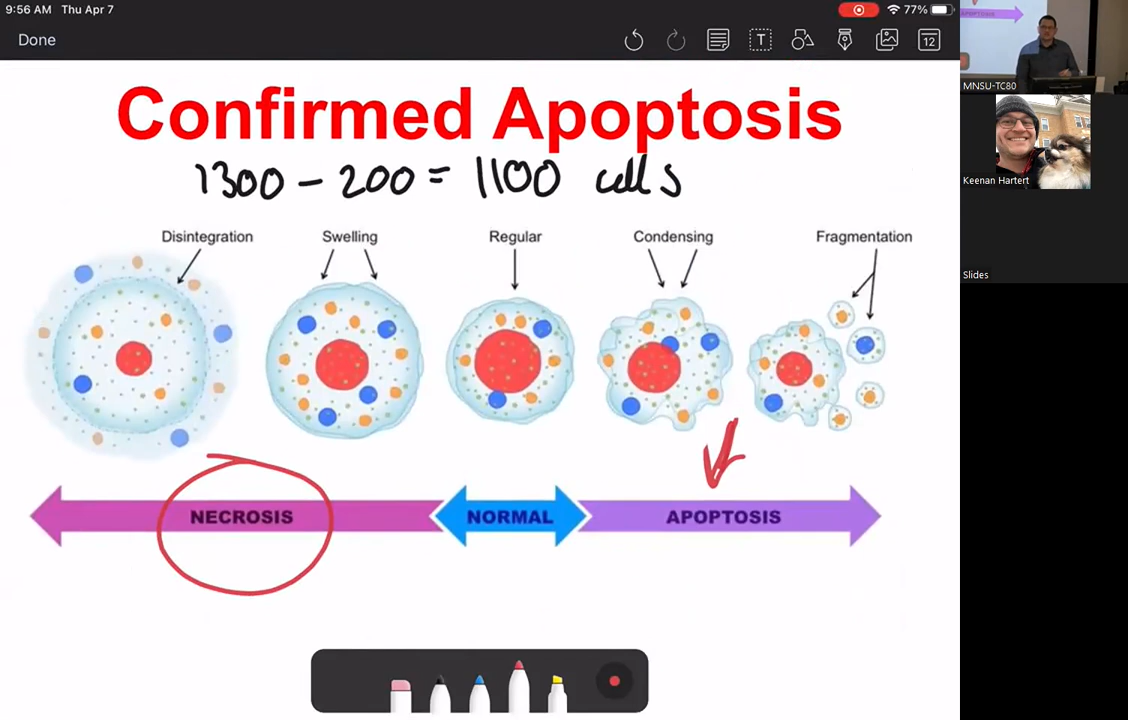 9:56 AM Thu Apr 7
77%
Done
T
12
Confirmed Apoptosis
1300 - 200 = 1100 cells
Disintegration
Swelling
Regular
Condensing
Fragmentation
NECROSIS
NORMAL
APOPTOSIS
APOPTOSIS
MNSU-TC80
Keenan Hartert
Slides